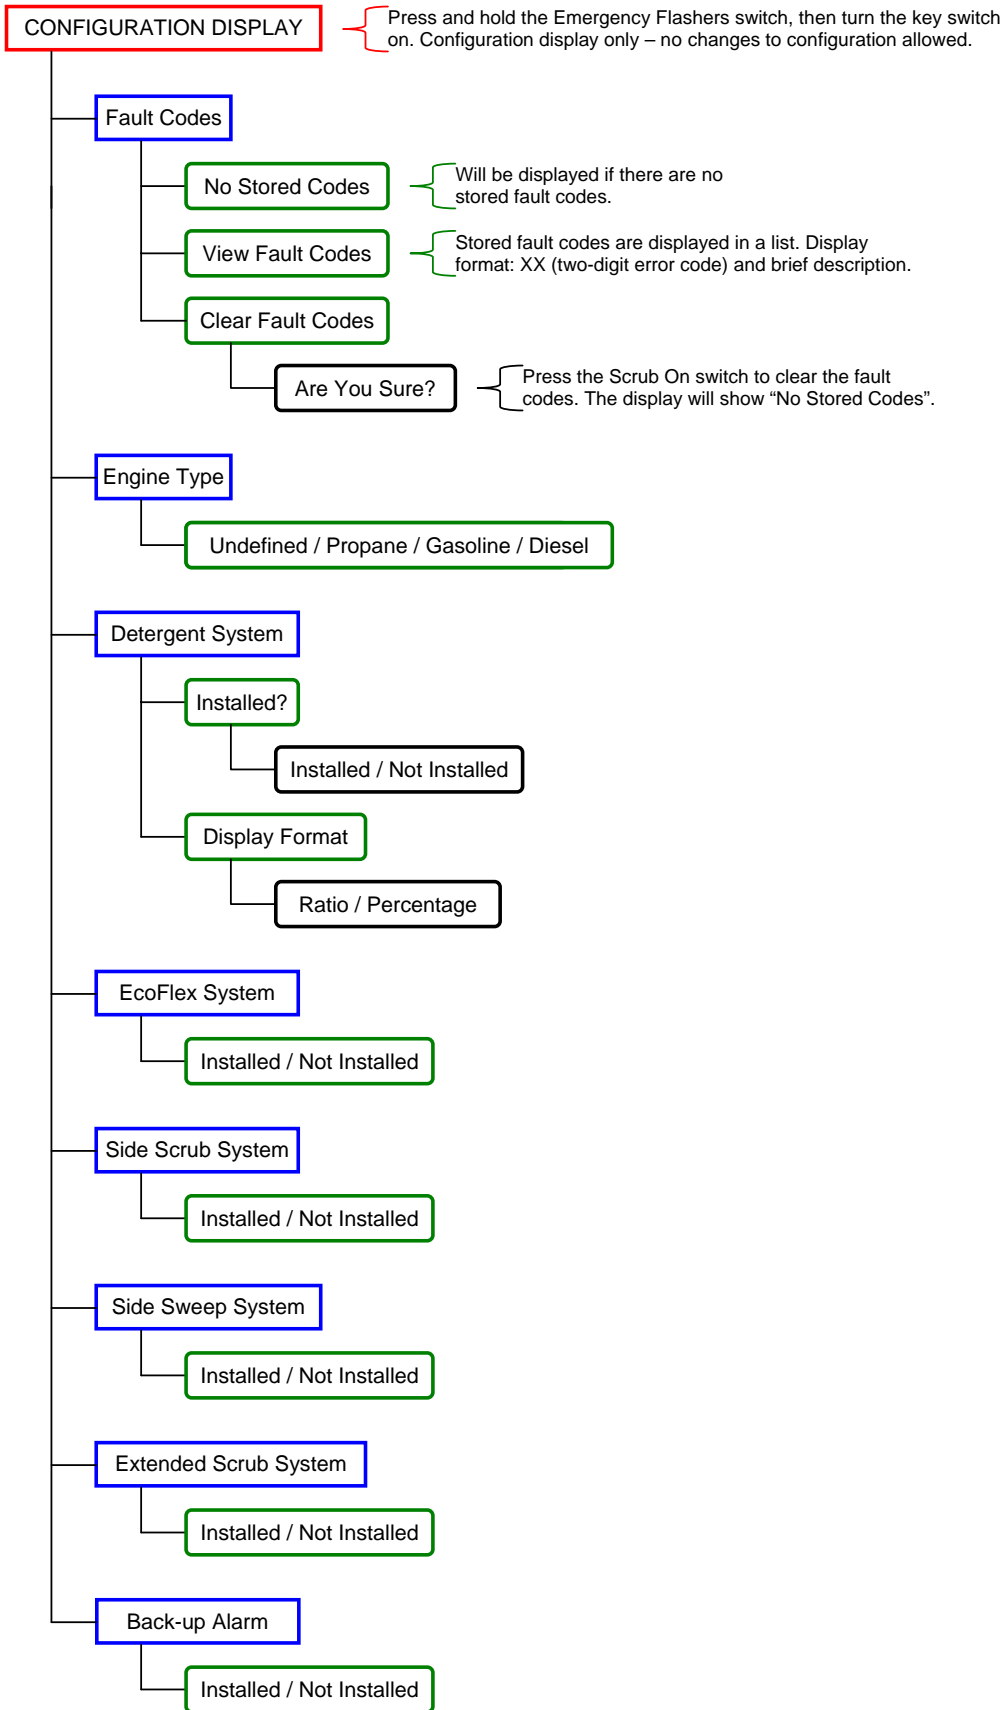 CONFIGURATION DISPLAY
Press and hold the Emergency Flashers switch, then turn the key switch
on. Configuration display only – no changes to configuration allowed.
Fault Codes
No Stored Codes
Will be displayed if there are no
stored fault codes.
View Fault Codes
Stored fault codes are displayed in a list. Display
format: XX (two-digit error code) and brief description.
Clear Fault Codes
Are You Sure?
Press the Scrub On switch to clear the fault
codes. The display will show “No Stored Codes”.
Engine Type
Undefined / Propane / Gasoline / Diesel
Detergent System
Installed?
Installed / Not Installed
Display Format
Ratio / Percentage
EcoFlex System
Installed / Not Installed
Side Scrub System
Installed / Not Installed
Side Sweep System
Installed / Not Installed
Extended Scrub System
Installed / Not Installed
Back-up Alarm
Installed / Not Installed